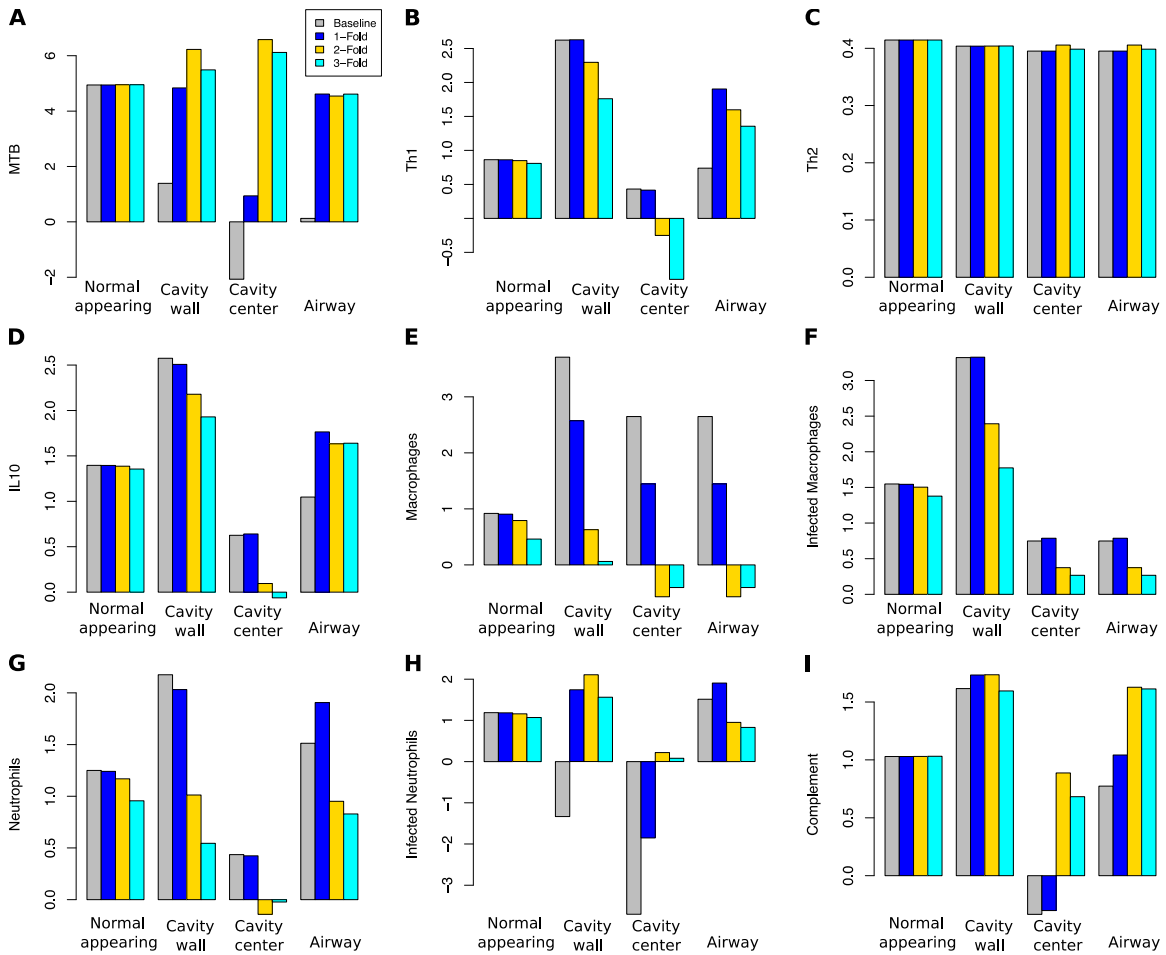 A
Baseline
1−Fold
2−Fold
3−Fold
MTB
−2
0
2
4
6
Normal appearing
Cavity wall
Cavity center
Airway
B
Th1
−0.5
0.5
1.0
1.5
2.0
2.5
Normal appearing
Cavity wall
Cavity center
Airway
C
Th2
0.0
0.1
0.2
0.3
0.4
Normal appearing
Cavity wall
Cavity center
Airway
D
IL10
0.0
0.5
1.0
1.5
2.0
2.5
Normal appearing
Cavity wall
Cavity center
Airway
E
Macrophages
0
1
2
3
Normal appearing
Cavity wall
Cavity center
Airway
F
Infected Macrophages
0.0
0.5
1.0
1.5
2.0
2.5
3.0
Normal appearing
Cavity wall
Cavity center
Airway
G
Neutrophils
0.0
0.5
1.0
1.5
2.0
Normal appearing
Cavity wall
Cavity center
Airway
H
Infected Neutrophils
−3
−2
−1
0
1
2
Normal appearing
Cavity wall
Cavity center
Airway
I
Complement
0.0
0.5
1.0
1.5
Normal appearing
Cavity wall
Cavity center
Airway